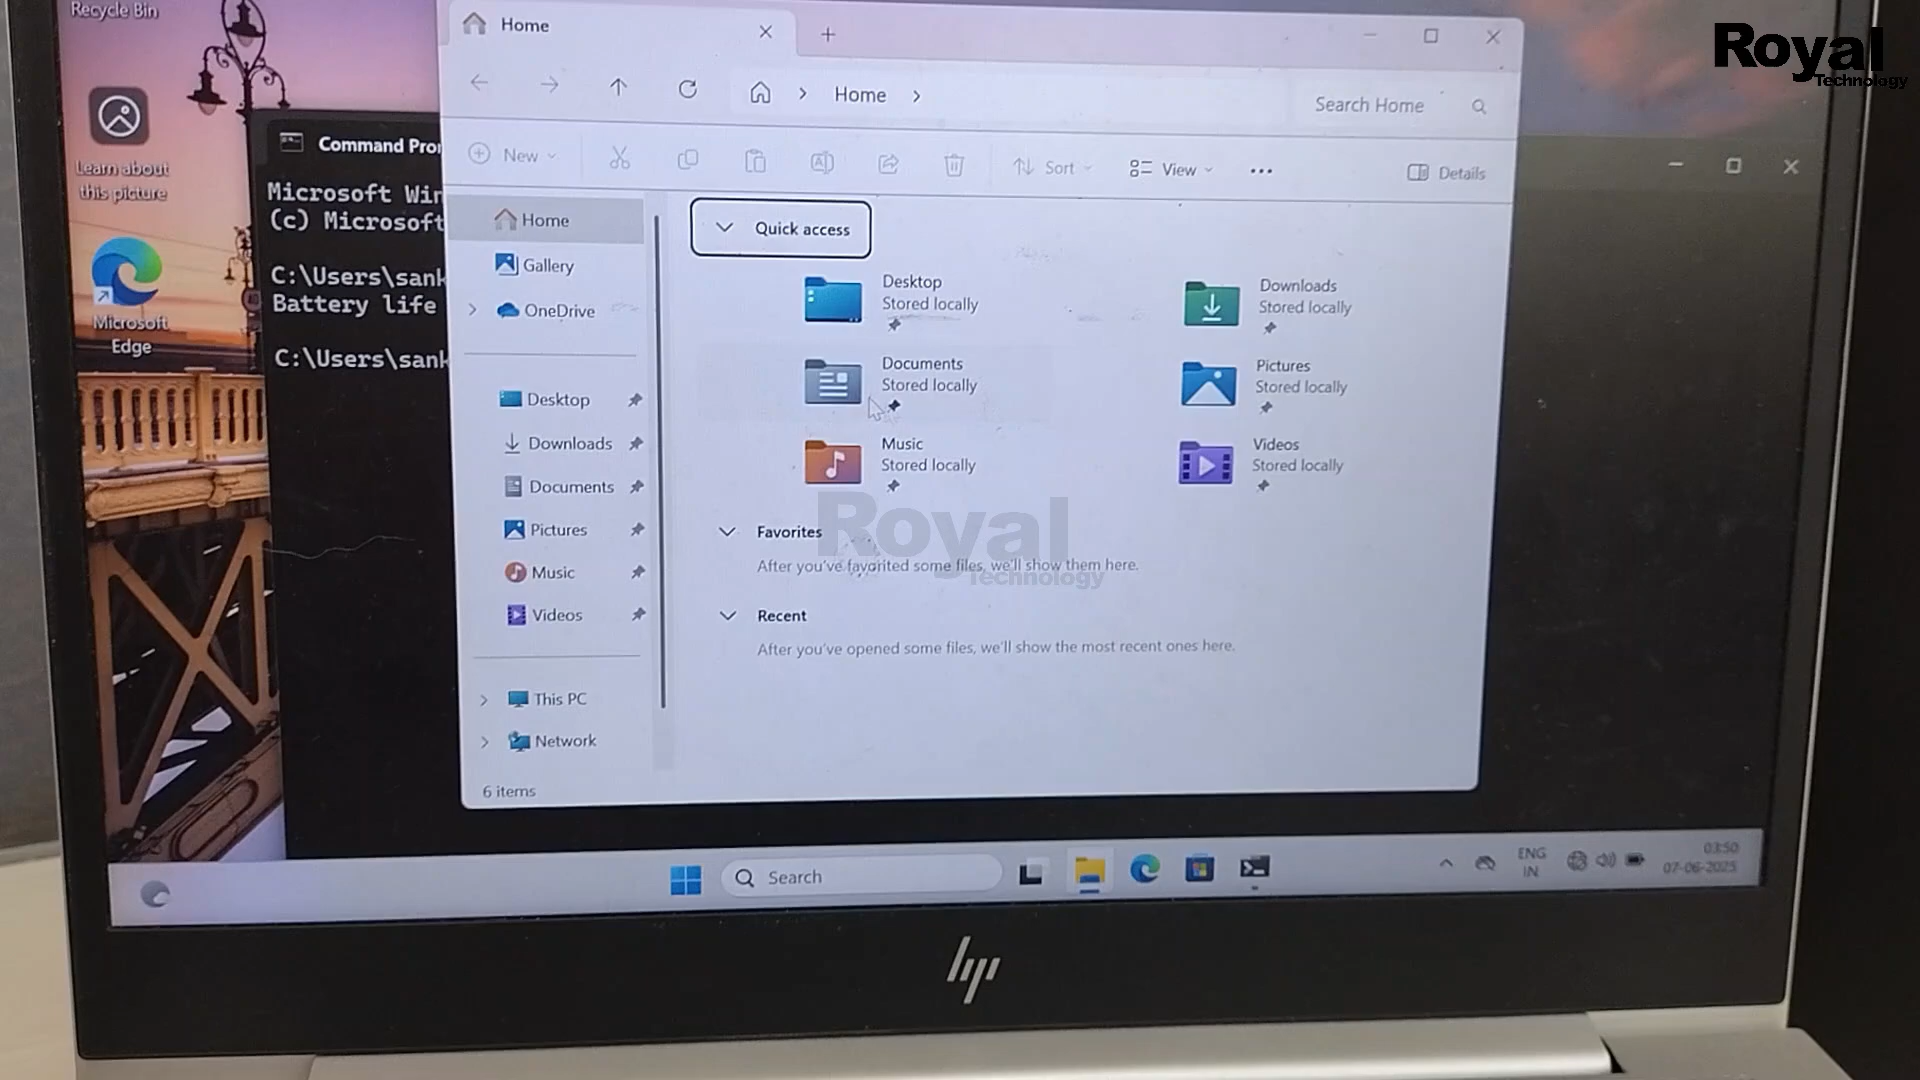 Recycle Bin
Learn about
this picture
Microsoft
Edge
Command Pro
Microsoft Win
(c) Microsoft
C:\Users\sank
Battery life
C:\Users\sank
Home
Home
Search Home
New
Sort
View
Details
Home
Gallery
OneDrive
Desktop
Downloads
Documents
Pictures
Music
Videos
This PC
Network
6 items
Quick access
Desktop
Stored locally
Downloads
Stored locally
Documents
Stored locally
Pictures
Stored locally
Music
Stored locally
Videos
Stored locally
Favorites
After you've favorited some files, we'll show them here.
Recent
After you've opened some files, we'll show the most recent ones here.
Royal
Technology
Royal
Technology
Search
ENG
IN
03:50
07-06-2025
hp